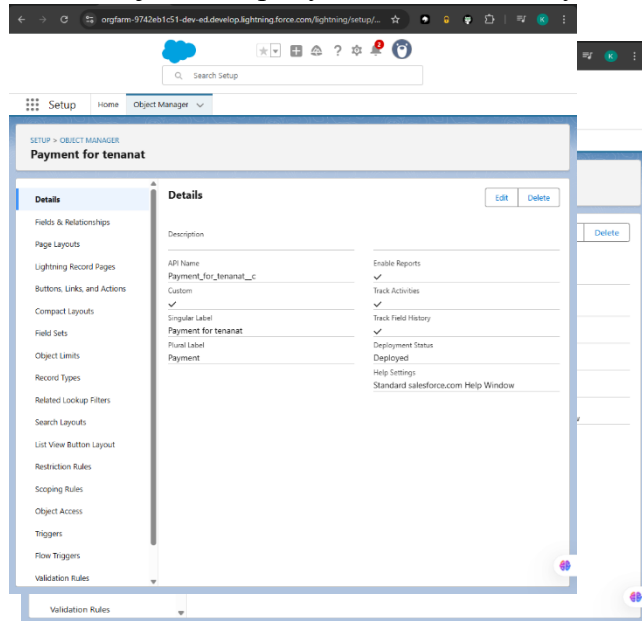 orgfarm-9742eb1c51-dev-ed.develop.lightning.force.com/lightning/setup/...
K
K
2
Search Setup
Setup Home Object Manager
SETUP > OBJECT MANAGER
Payment for tenanat
Details
Fields & Relationships
Page Layouts
Lightning Record Pages
Buttons, Links, and Actions
Compact Layouts
Field Sets
Object Limits
Record Types
Related Lookup Filters
Search Layouts
List View Button Layout
Restriction Rules
Scoping Rules
Object Access
Triggers
Flow Triggers
Validation Rules
Details
Edit Delete
Description
API Name
Payment_for_tenanat__c
Custom
Singular Label
Payment for tenanat
Plural Label
Payment
Enable Reports
Track Activities
Track Field History
Deployment Status
Deployed
Help Settings
Standard salesforce.com Help Window
Delete
Validation Rules